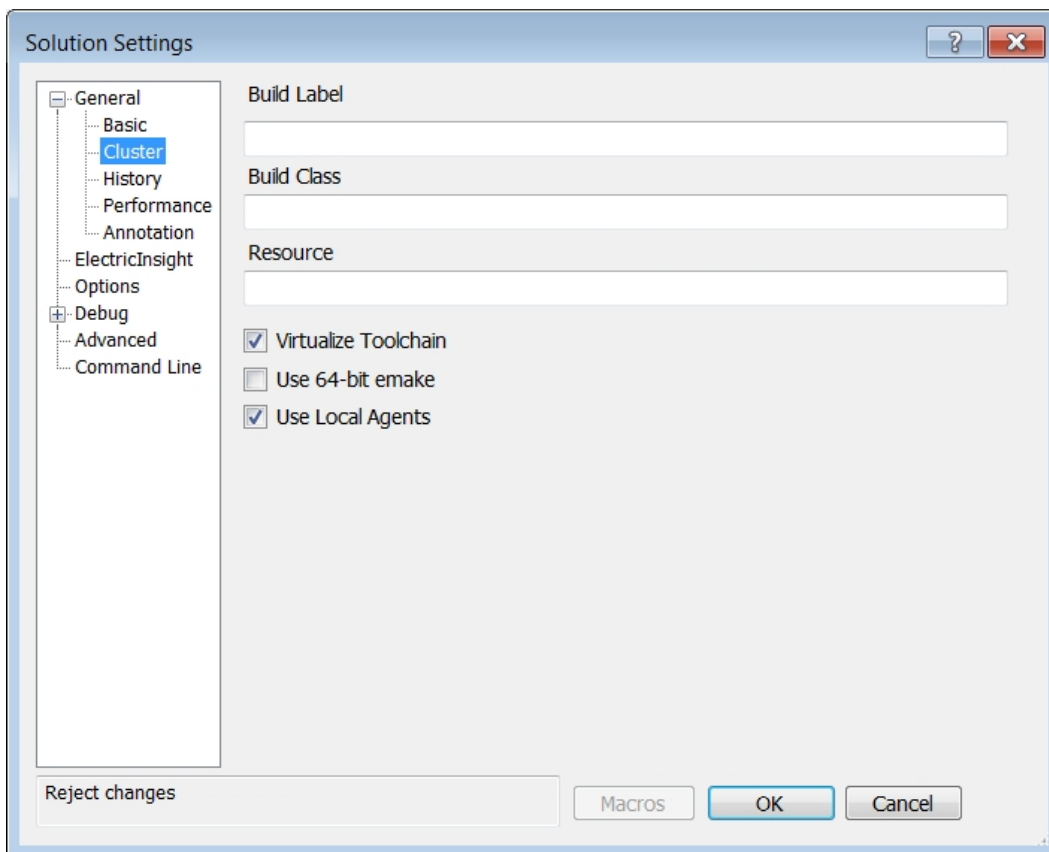 Solution Settings
General
Basic
Cluster
History
Performance
Annotation
ElectricInsight
Options
Debug
Advanced
Command Line
Build Label
Build Class
Resource
Virtualize Toolchain
Use 64-bit emake
Use Local Agents
Reject changes
Macros
OK
Cancel